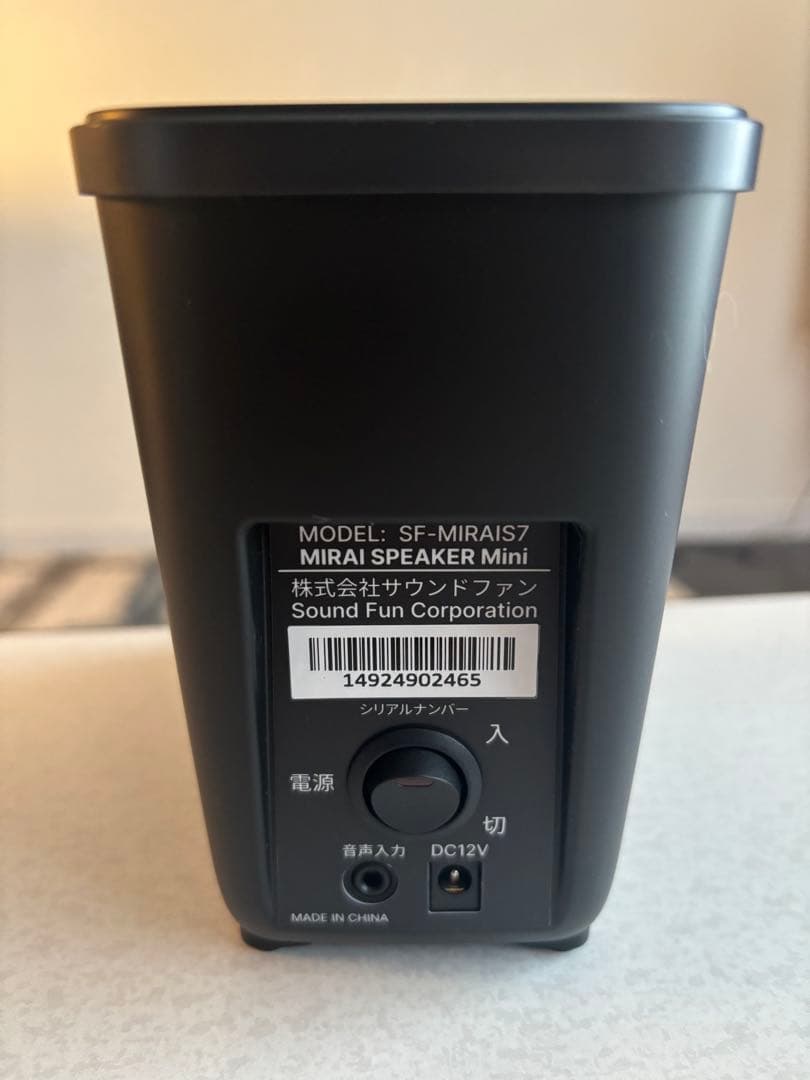 MODEL: SF-MIRAIS7
MIRAI SPEAKER Mini
株式会社サウンドファン
Sound Fun Corporation
14924902465
シリアルナンバー
入
電源
切
音声入力 DC12V
MADE IN CHINA